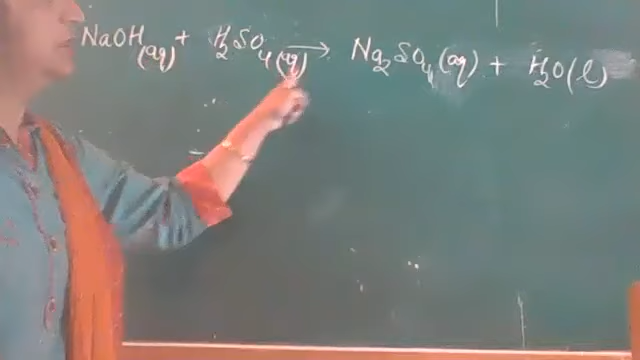 NaOH(aq) + H₂SO₄(aq) → Na₂SO₄(aq) + H₂O(l)